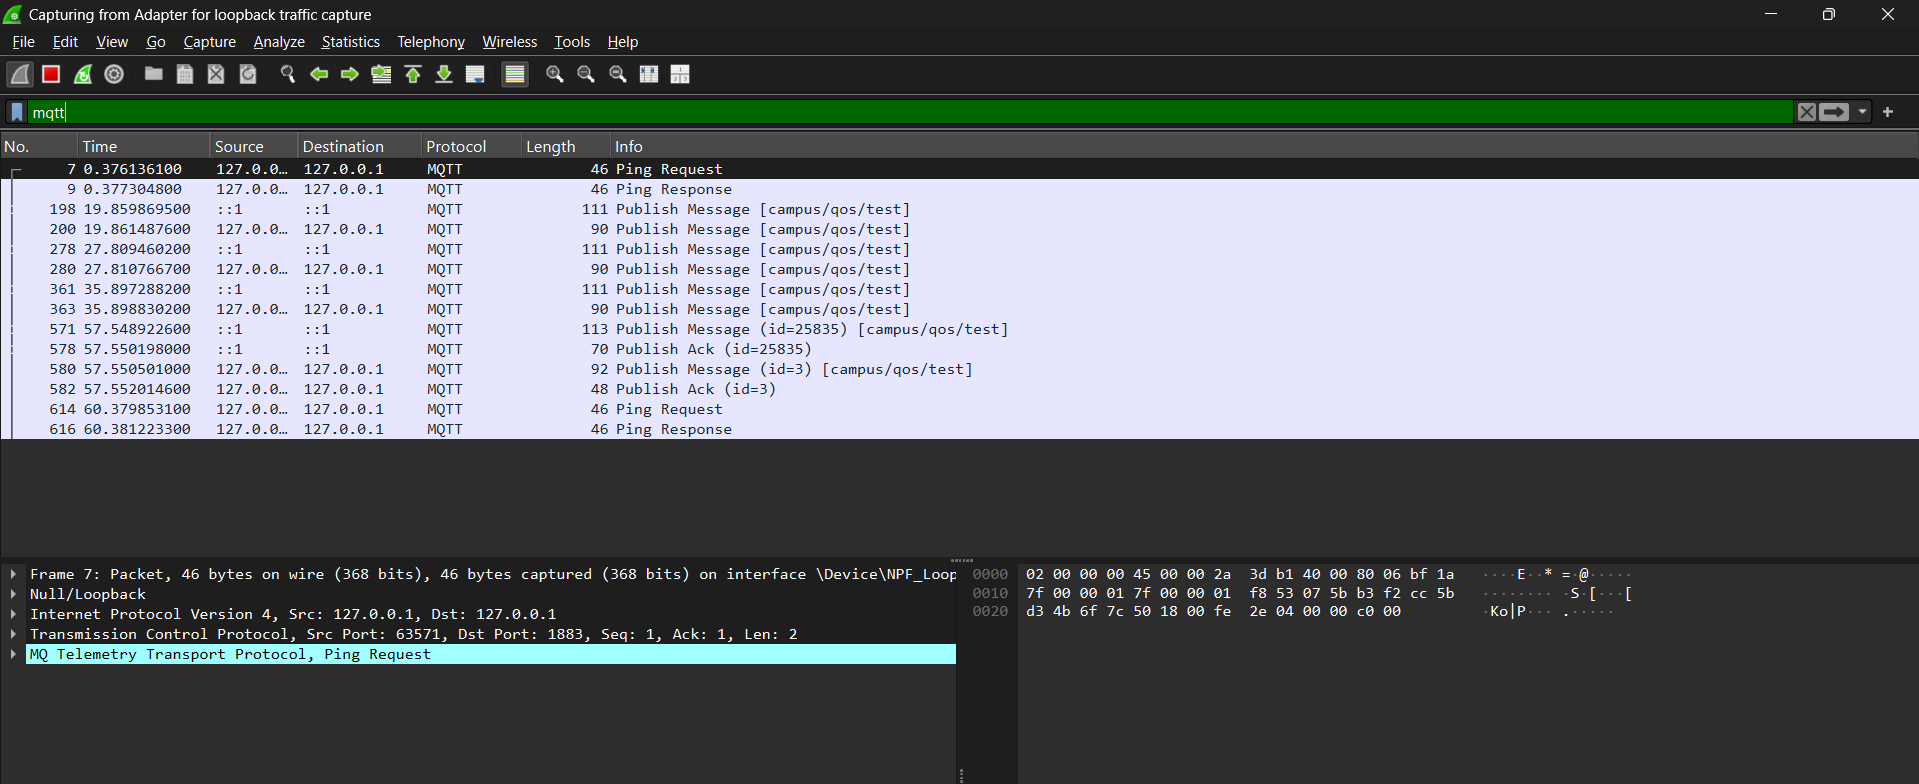 Capturing from Adapter for loopback traffic capture
File Edit View Go Capture Analyze Statistics Telephony Wireless Tools Help
mqtt
No. Time Source Destination Protocol Length Info
7 0.376136100 127.0.0… 127.0.0.1 MQTT 46 Ping Request
9 0.377304800 127.0.0… 127.0.0.1 MQTT 46 Ping Response
198 19.859869500 ::1 ::1 MQTT 111 Publish Message [campus/qos/test]
200 19.861487600 127.0.0… 127.0.0.1 MQTT 90 Publish Message [campus/qos/test]
278 27.809460200 ::1 ::1 MQTT 111 Publish Message [campus/qos/test]
280 27.810766700 127.0.0… 127.0.0.1 MQTT 90 Publish Message [campus/qos/test]
361 35.897288200 ::1 ::1 MQTT 111 Publish Message [campus/qos/test]
363 35.898830200 127.0.0… 127.0.0.1 MQTT 90 Publish Message [campus/qos/test]
571 57.548922600 ::1 ::1 MQTT 113 Publish Message (id=25835) [campus/qos/test]
578 57.550198000 ::1 ::1 MQTT 70 Publish Ack (id=25835)
580 57.550501000 127.0.0… 127.0.0.1 MQTT 92 Publish Message (id=3) [campus/qos/test]
582 57.552014600 127.0.0… 127.0.0.1 MQTT 48 Publish Ack (id=3)
614 60.379853100 127.0.0… 127.0.0.1 MQTT 46 Ping Request
616 60.381223300 127.0.0… 127.0.0.1 MQTT 46 Ping Response
Frame 7: Packet, 46 bytes on wire (368 bits), 46 bytes captured (368 bits) on interface \Device\NPF_Loop
Null/Loopback
Internet Protocol Version 4, Src: 127.0.0.1, Dst: 127.0.0.1
Transmission Control Protocol, Src Port: 63571, Dst Port: 1883, Seq: 1, Ack: 1, Len: 2
MQ Telemetry Transport Protocol, Ping Request
0000 02 00 00 00 45 00 00 2a 3d b1 40 00 80 06 bf 1a ····E··* =·@·····
0010 7f 00 00 01 7f 00 00 01 f8 53 07 5b b3 f2 cc 5b ········ ·S·[···[
0020 d3 4b 6f 7c 50 18 00 fe 2e 04 00 00 c0 00 ·Ko|P··· .·····